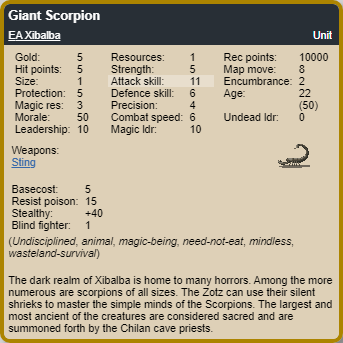 Giant Scorpion
EA Xibalba Unit
Gold: 5 Resources: 1 Rec points: 10000
Hit points: 5 Strength: 5 Map move: 8
Size: 1 Attack skill: 11 Encumbrance: 2
Protection: 5 Defence skill: 6 Age: 22
Magic res: 3 Precision: 4 (50)
Morale: 50 Combat speed: 6 Undead ldr: 0
Leadership: 10 Magic ldr: 10
Weapons:
Sting
Basecost: 5
Resist poison: 15
Stealthy: +40
Blind fighter: 1
(Undisciplined, animal, magic-being, need-not-eat, mindless,
wasteland-survival)
The dark realm of Xibalba is home to many horrors. Among the more
numerous are scorpions of all sizes. The Zotz can use their silent
shrieks to master the simple minds of the Scorpions. The largest and
most ancient of the creatures are considered sacred and are
summoned forth by the Chilan cave priests.